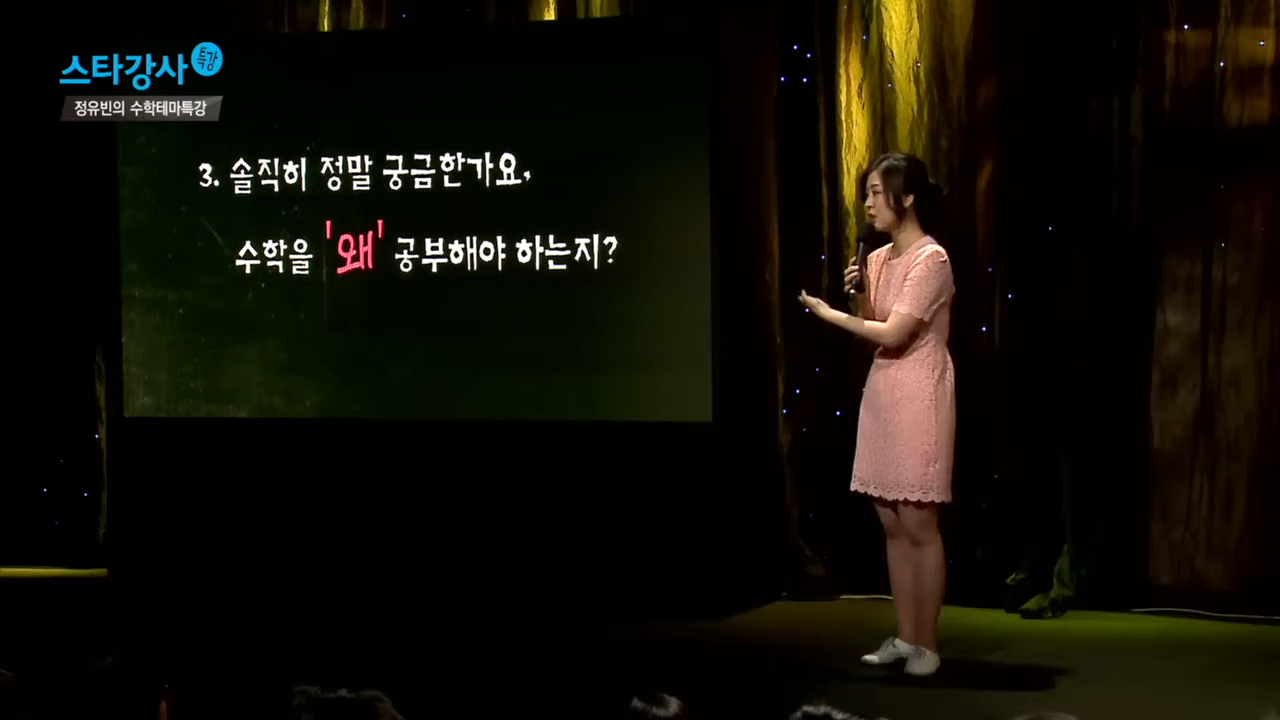 스타강사 특강
정유빈의 수학테마특강
3. 솔직히 정말 궁금한가요,
수학을 '왜' 공부해야 하는지?